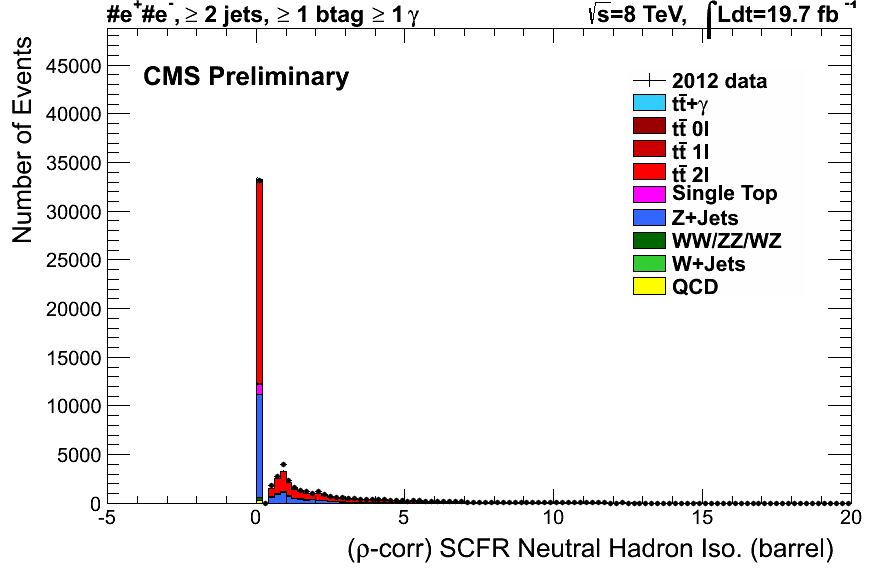 #e⁺#e⁻, ≥ 2 jets, ≥ 1 btag ≥ 1 γ
√s=8 TeV, ∫Ldt=19.7 fb⁻¹
CMS Preliminary
2012 data
tt̄+γ
tt̄ 0l
tt̄ 1l
tt̄ 2l
Single Top
Z+Jets
WW/ZZ/WZ
W+Jets
QCD
Number of Events
45000
40000
35000
30000
25000
20000
15000
10000
5000
0
-5 0 5 10 15 20
(ρ-corr) SCFR Neutral Hadron Iso. (barrel)